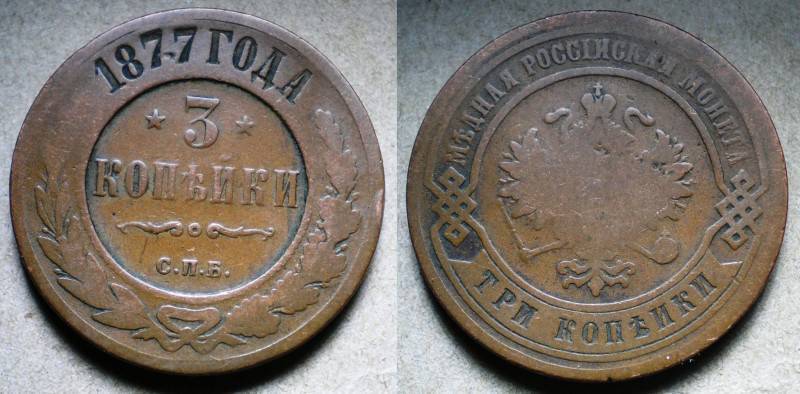 1877 ГОДА
3
КОПѢЙКИ
С.П.Б.
МѢДНАЯ РОССІЙСКАЯ МОНЕТА
ТРИ КОПѢЙКИ